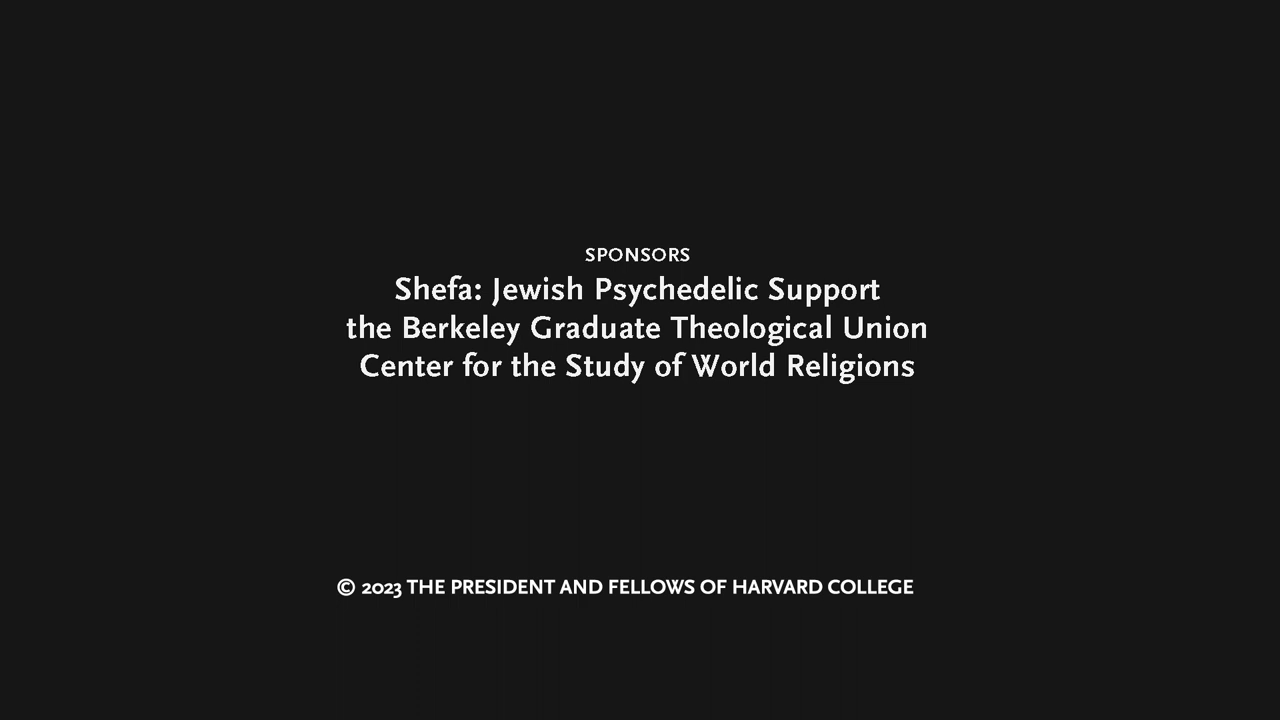 SPONSORS
Shefa: Jewish Psychedelic Support
the Berkeley Graduate Theological Union
Center for the Study of World Religions
© 2023 THE PRESIDENT AND FELLOWS OF HARVARD COLLEGE